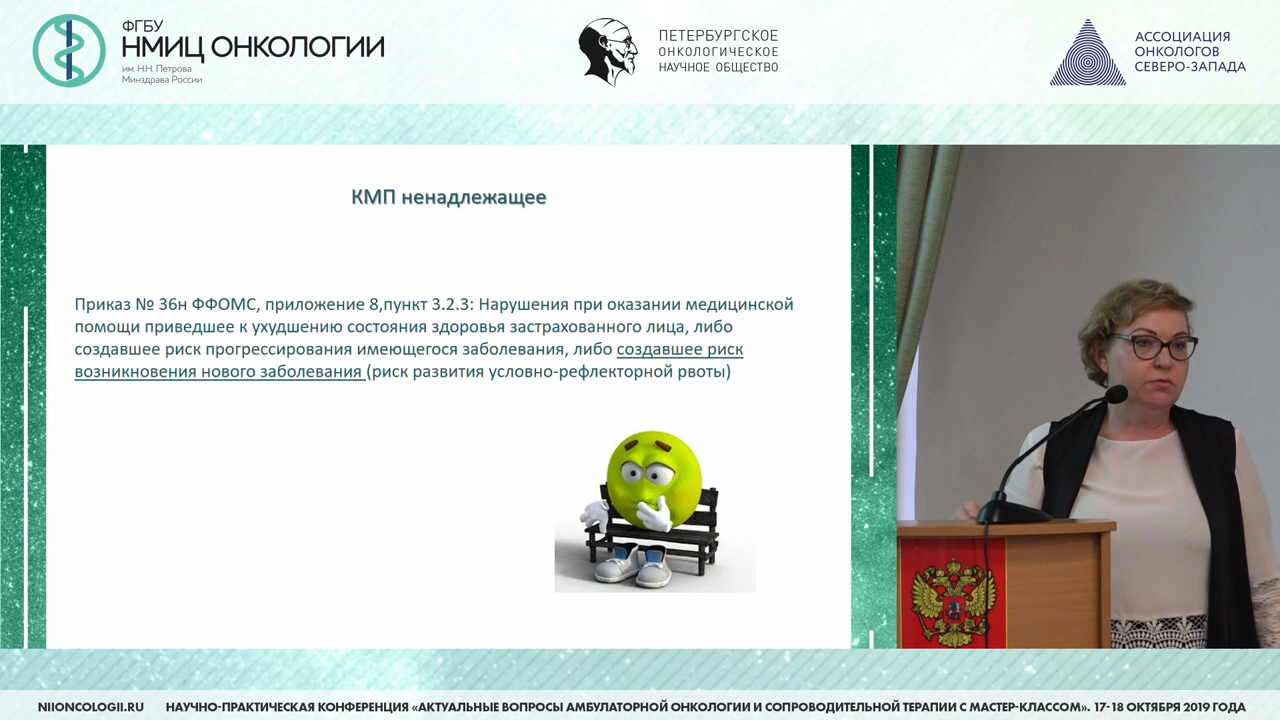 ФГБУ
НМИЦ ОНКОЛОГИИ
им. Н.Н. Петрова
Минздрава России
ПЕТЕРБУРГСКОЕ
ОНКОЛОГИЧЕСКОЕ
НАУЧНОЕ ОБЩЕСТВО
АССОЦИАЦИЯ
ОНКОЛОГОВ
СЕВЕРО-ЗАПАДА
КМП ненадлежащее
Приказ № 36н ФФОМС, приложение 8,пункт 3.2.3: Нарушения при оказании медицинской
помощи приведшее к ухудшению состояния здоровья застрахованного лица, либо
создавшее риск прогрессирования имеющегося заболевания, либо создавшее риск
возникновения нового заболевания (риск развития условно-рефлекторной рвоты)
NIIONCOLOGII.RU НАУЧНО-ПРАКТИЧЕСКАЯ КОНФЕРЕНЦИЯ «АКТУАЛЬНЫЕ ВОПРОСЫ АМБУЛАТОРНОЙ ОНКОЛОГИИ И СОПРОВОДИТЕЛЬНОЙ ТЕРАПИИ С МАСТЕР-КЛАССОМ». 17-18 ОКТЯБРЯ 2019 ГОДА